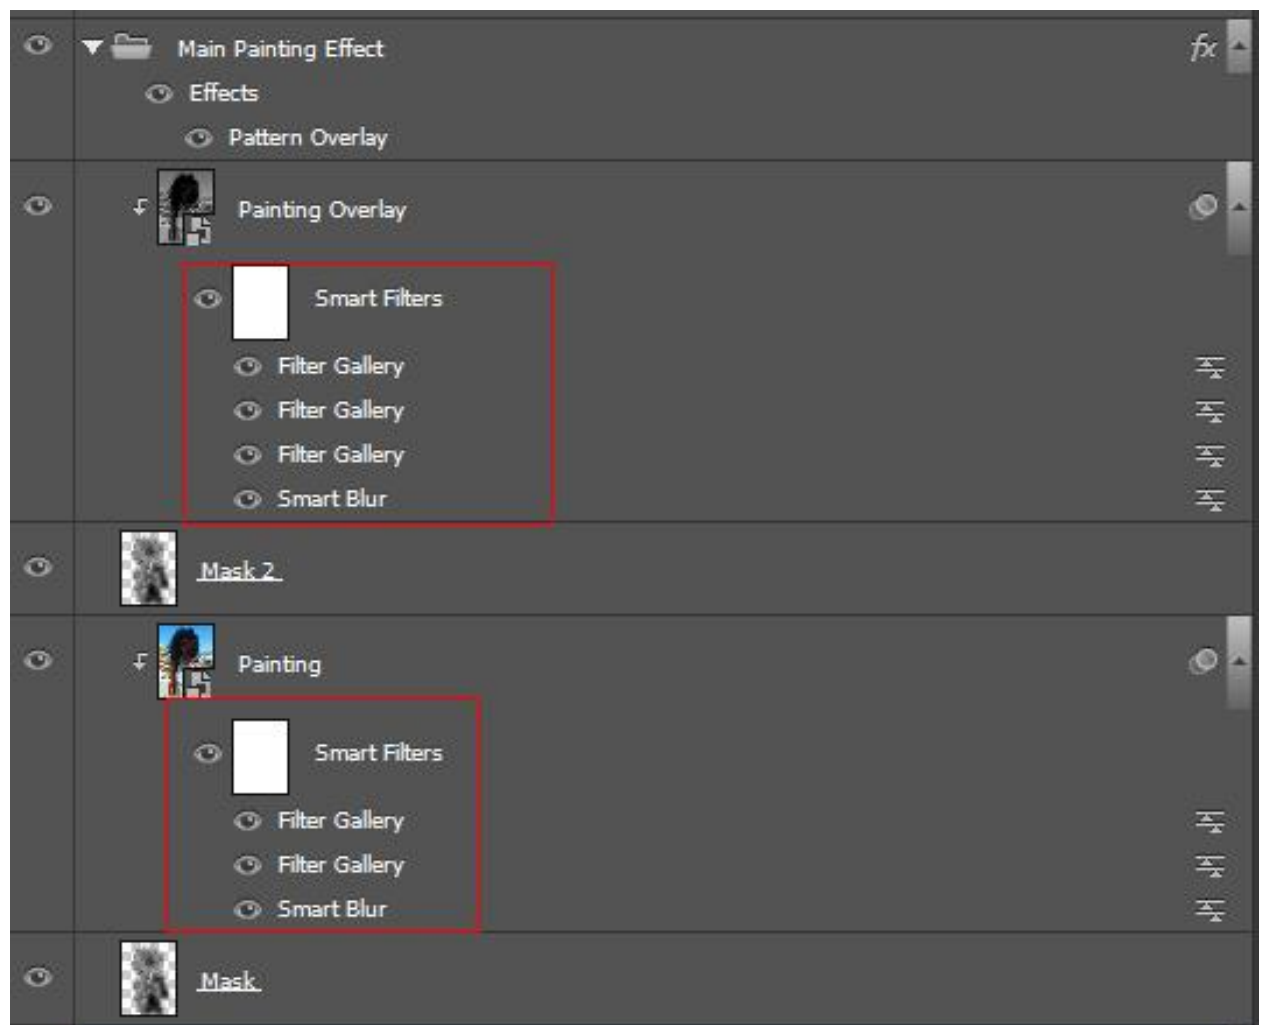 Main Painting Effect fx
Effects
Pattern Overlay
Painting Overlay
Smart Filters
Filter Gallery
Filter Gallery
Filter Gallery
Smart Blur
Mask 2
Painting
Smart Filters
Filter Gallery
Filter Gallery
Smart Blur
Mask